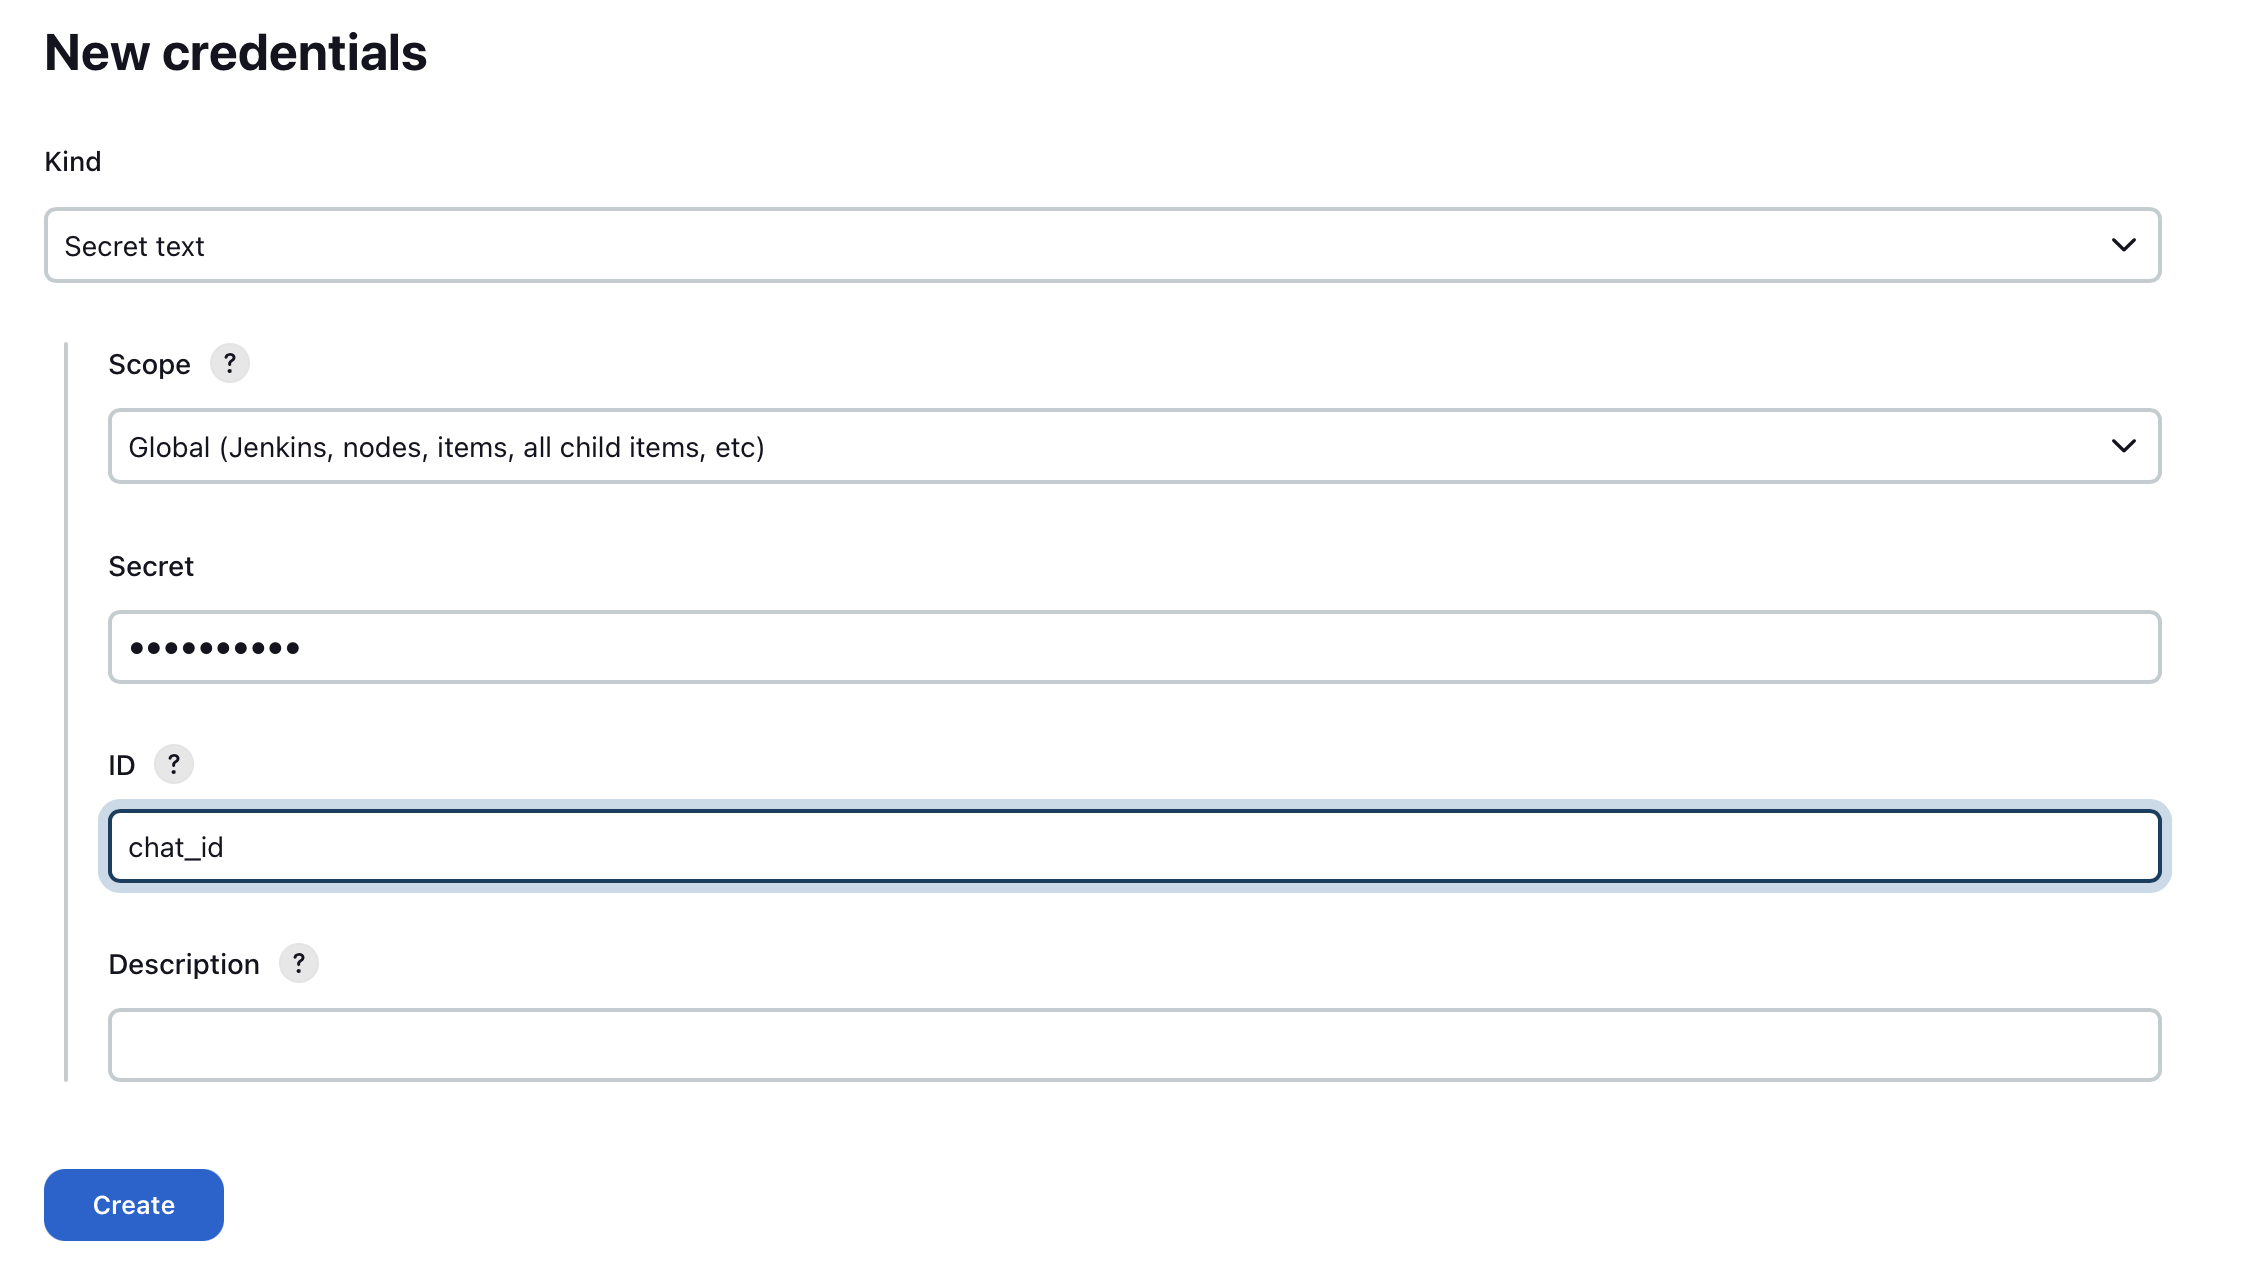 New credentials
Kind
Secret text
Scope ?
Global (Jenkins, nodes, items, all child items, etc)
Secret
••••••••••
ID ?
chat_id
Description ?
Create